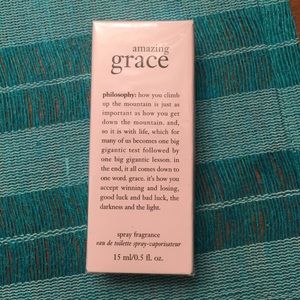 amazing
grace
philosophy: how you climb
up the mountain is just as
important as how you get
down the mountain. and,
so it is with life, which for
many of us becomes one big
gigantic test followed by
one big gigantic lesson. in
the end, it all comes down to
one word. grace. it's how you
accept winning and losing,
good luck and bad luck, the
darkness and the light.
spray fragrance
eau de toilette spray-vaporisateur
15 ml/0.5 fl. oz.